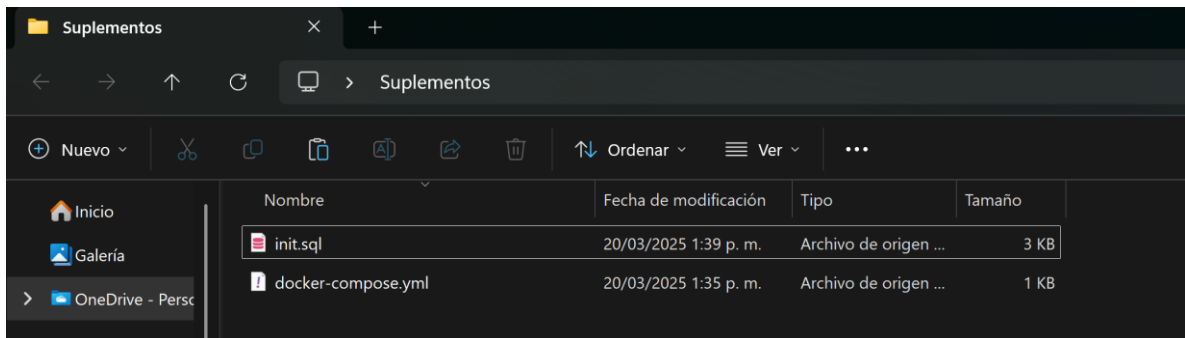 Suplementos
Suplementos
Nuevo
Ordenar
Ver
Nombre Fecha de modificación Tipo Tamaño
Inicio
init.sql 20/03/2025 1:39 p. m. Archivo de origen ... 3 KB
Galería
docker-compose.yml 20/03/2025 1:35 p. m. Archivo de origen ... 1 KB
OneDrive - Perso